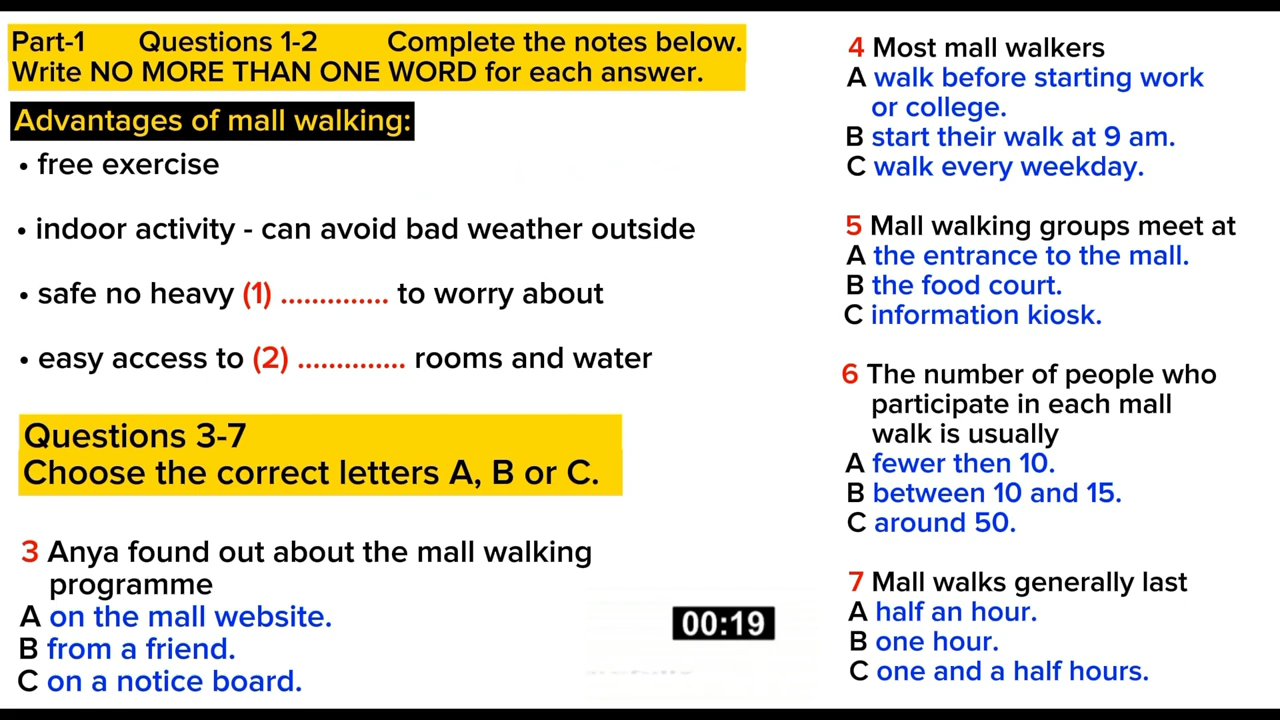 Part-1 Questions 1-2 Complete the notes below.
Write NO MORE THAN ONE WORD for each answer.
Advantages of mall walking:
• free exercise
• indoor activity - can avoid bad weather outside
• safe no heavy (1) .............. to worry about
• easy access to (2) .............. rooms and water
Questions 3-7
Choose the correct letters A, B or C.
3 Anya found out about the mall walking
programme
A on the mall website.
B from a friend.
C on a notice board.
00:19
4 Most mall walkers
A walk before starting work
or college.
B start their walk at 9 am.
C walk every weekday.
5 Mall walking groups meet at
A the entrance to the mall.
B the food court.
C information kiosk.
6 The number of people who
participate in each mall
walk is usually
A fewer then 10.
B between 10 and 15.
C around 50.
7 Mall walks generally last
A half an hour.
B one hour.
C one and a half hours.